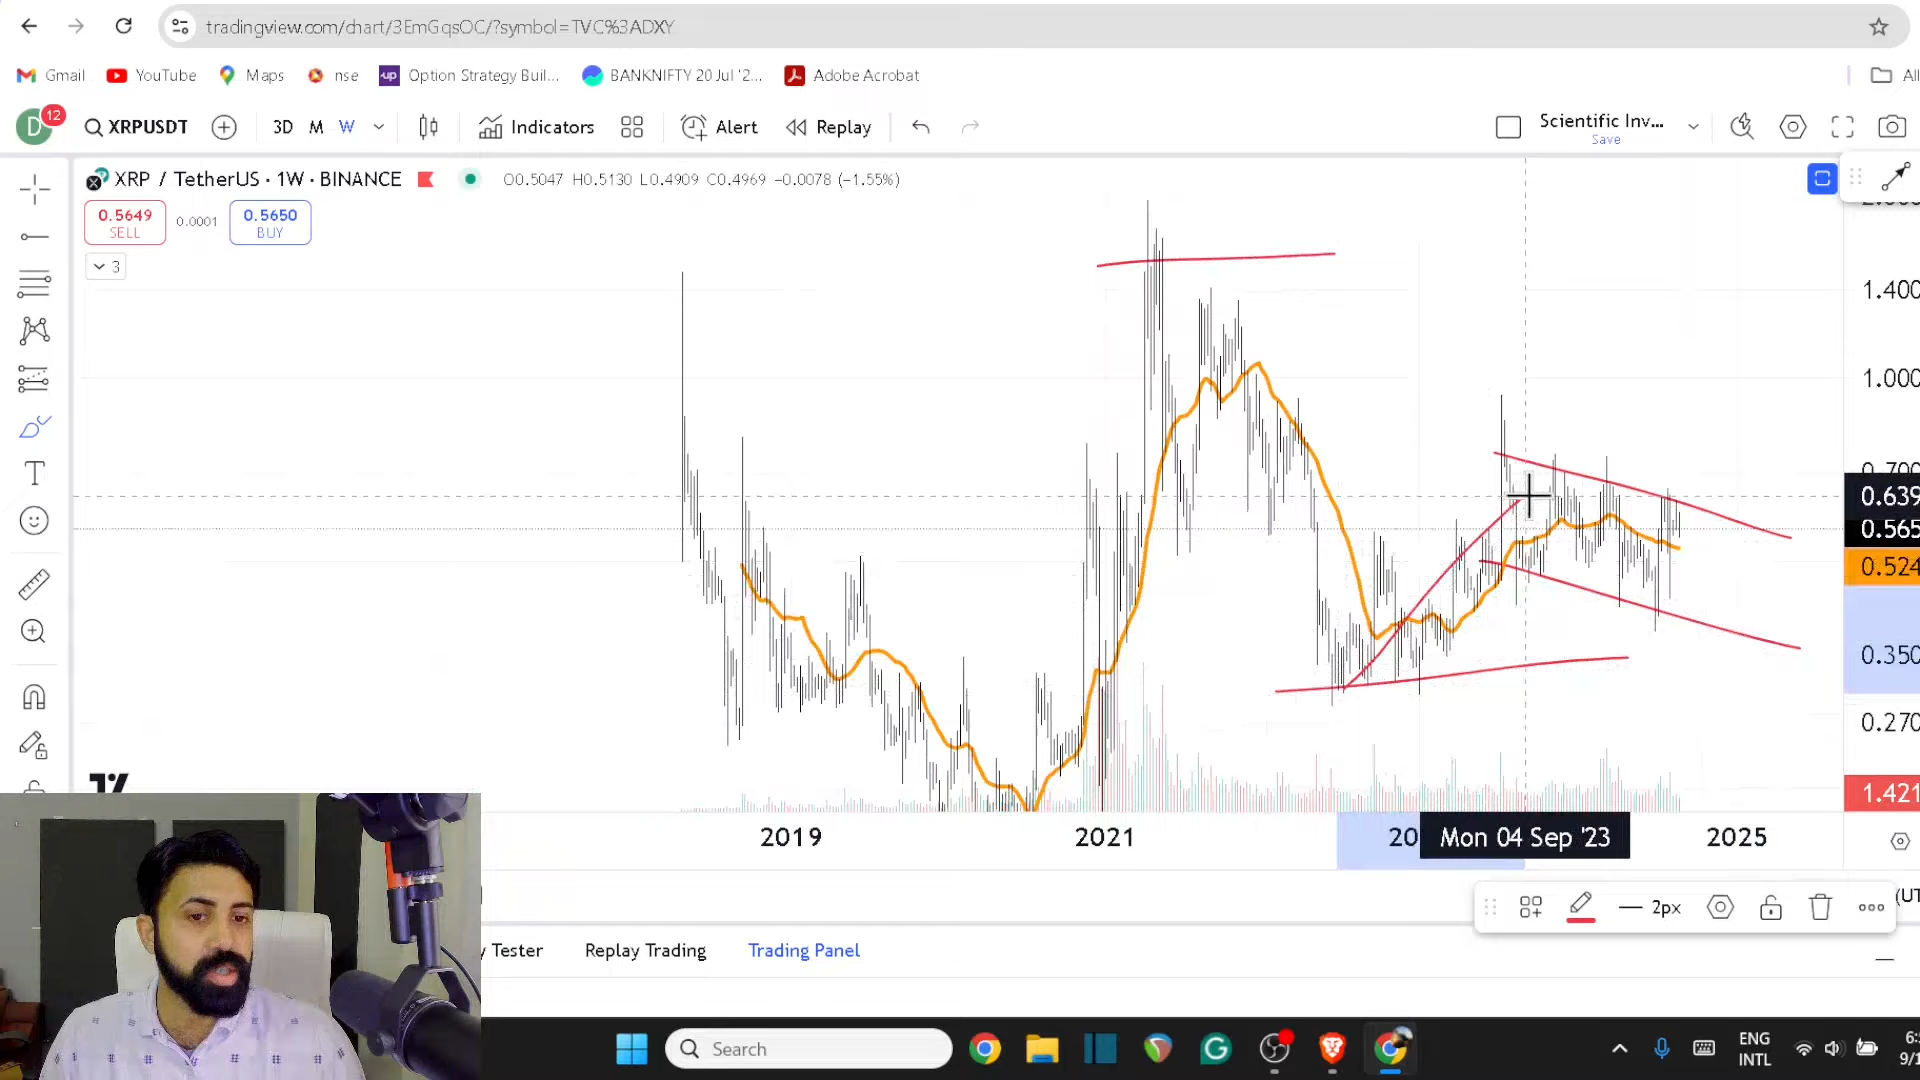 tradingview.com/chart/3EmGqsOC/?symbol=TVC%3ADXY
Gmail YouTube Maps nse Option Strategy Buil... BANKNIFTY 20 Jul '2... Adobe Acrobat All
D 12 XRPUSDT 3D M W Indicators Alert Replay Scientific Inv... Save
XRP / TetherUS · 1W · BINANCE O0.5047 H0.5130 L0.4909 C0.4969 −0.0078 (−1.55%)
0.5649 SELL 0.0001 0.5650 BUY
3
1.400
1.000
0.639
0.565
0.524
0.350
0.270
1.421
2019 2021 20 Mon 04 Sep '23 2025
2px
y Tester Replay Trading Trading Panel
Search
ENG
INTL